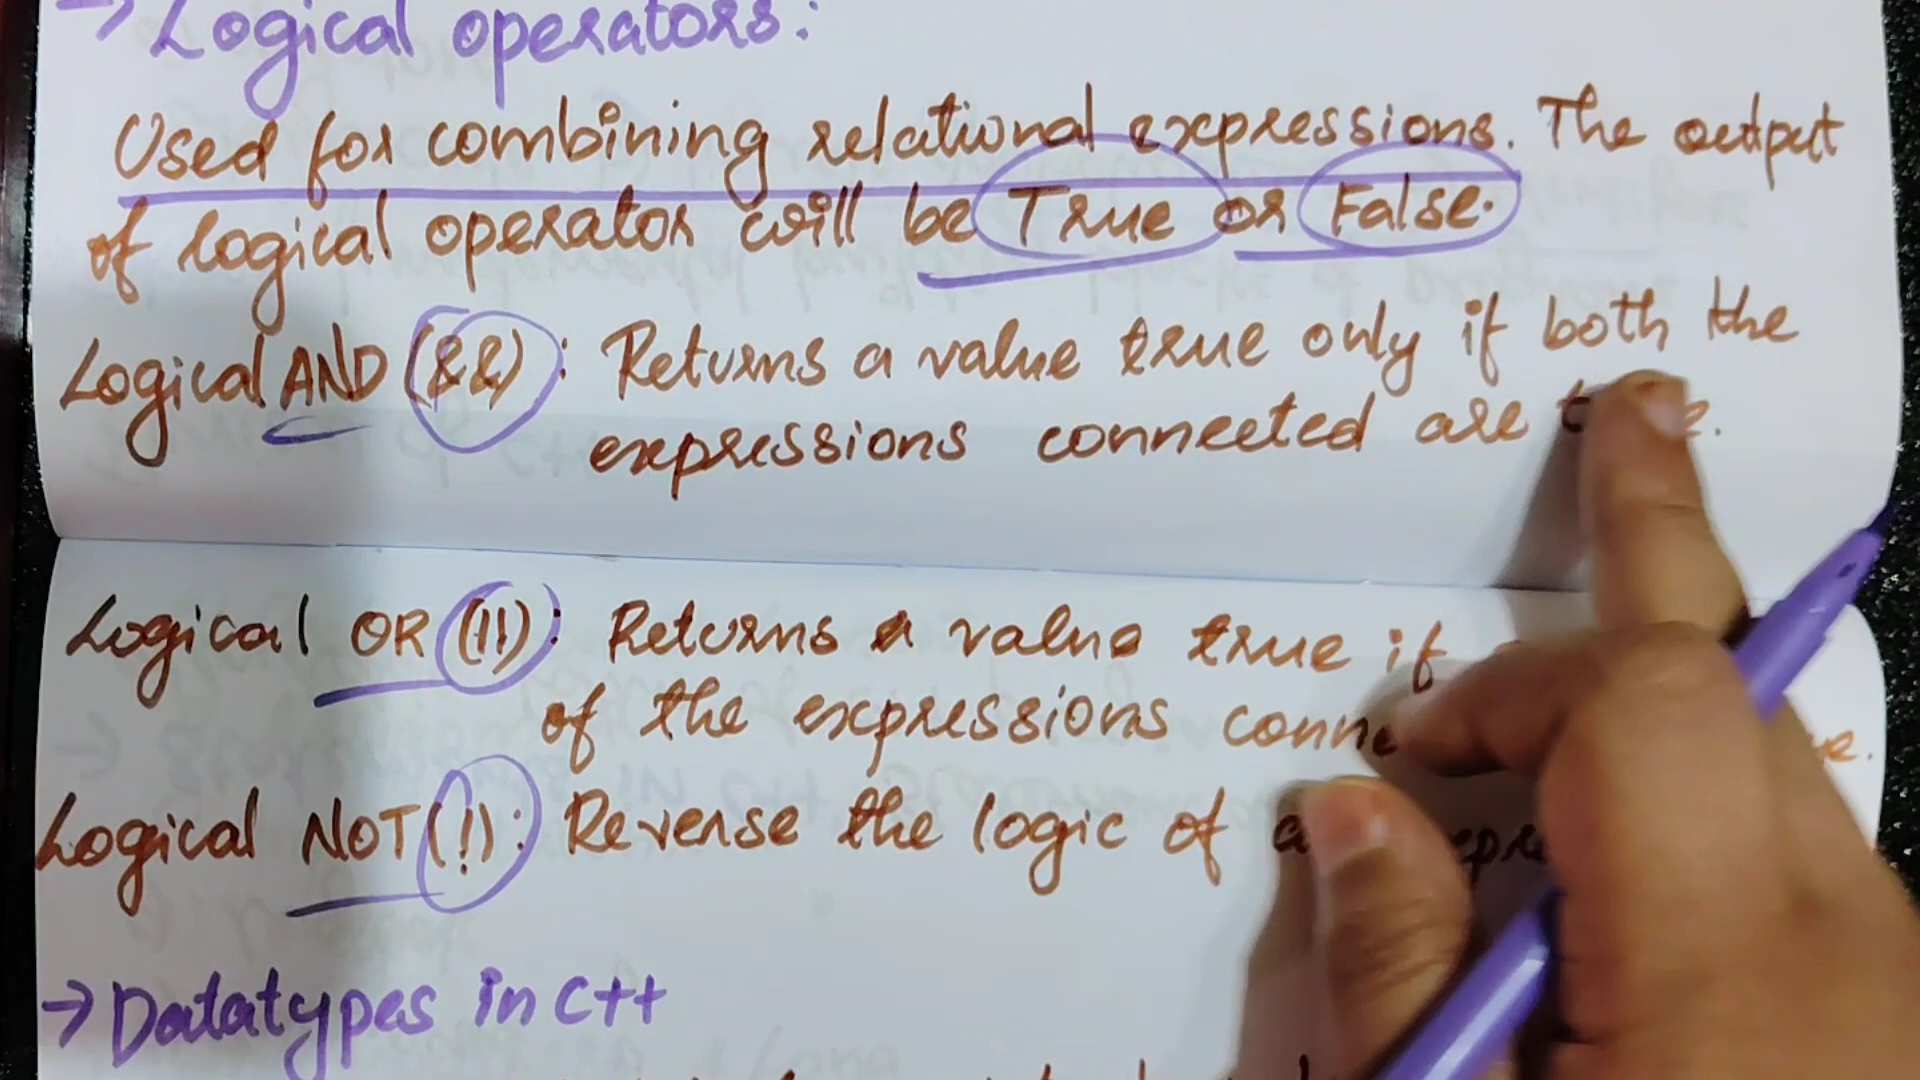 → Logical operators:
Used for combining relational expressions. The output
of logical operator will be True or False.
Logical AND (&&): Returns a value true only if both the
expressions connected are
Logical OR (||): Returns a value true if
of the expressions
Logical NOT (!): Reverse the logic of
→ Datatypes in C++